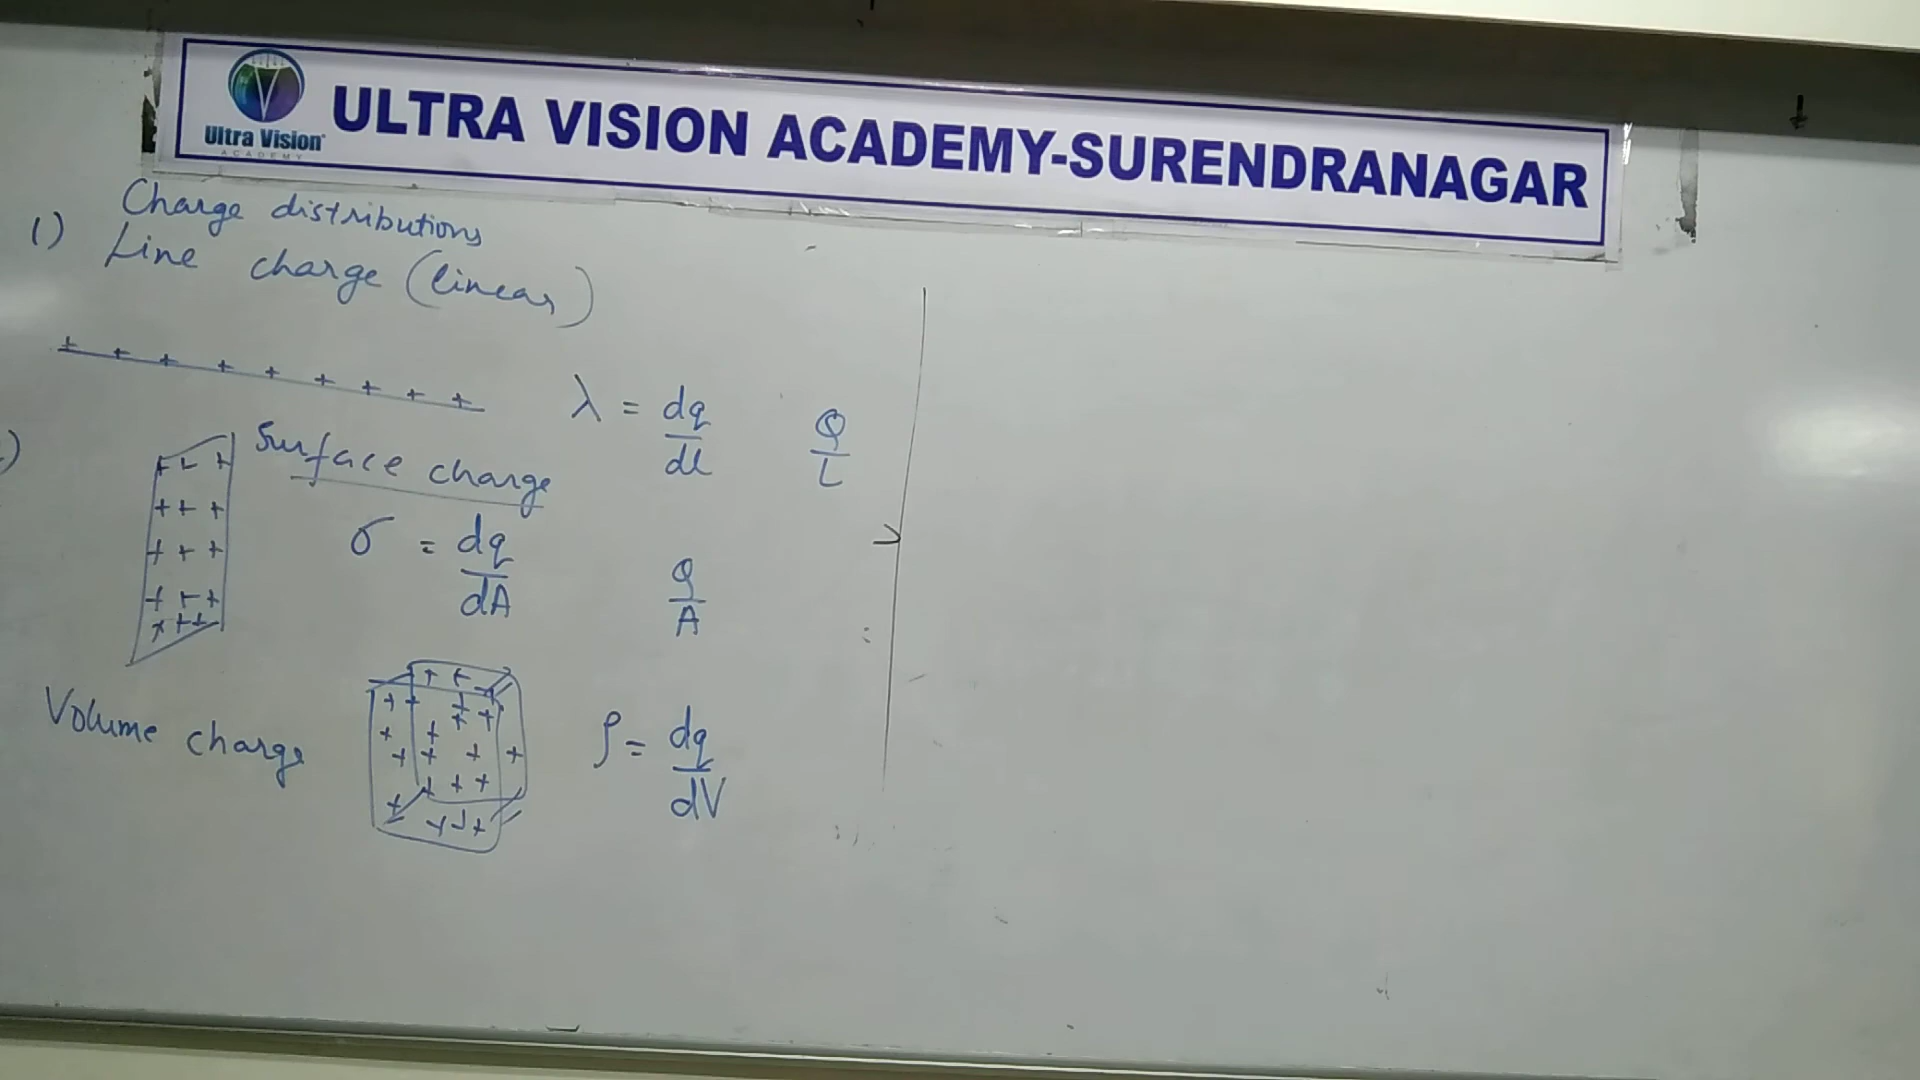 Ultra Vision
ACADEMY
ULTRA VISION ACADEMY-SURENDRANAGAR
Charge distributions
1) Line charge (linear)
+ + + + + + + + +
λ = dq/dl Q/L
) Surface charge
+ + +
+ + +
+ + +
+ + +
+ + +
σ = dq/dA Q/A
Volume charge
ρ = dq/dV